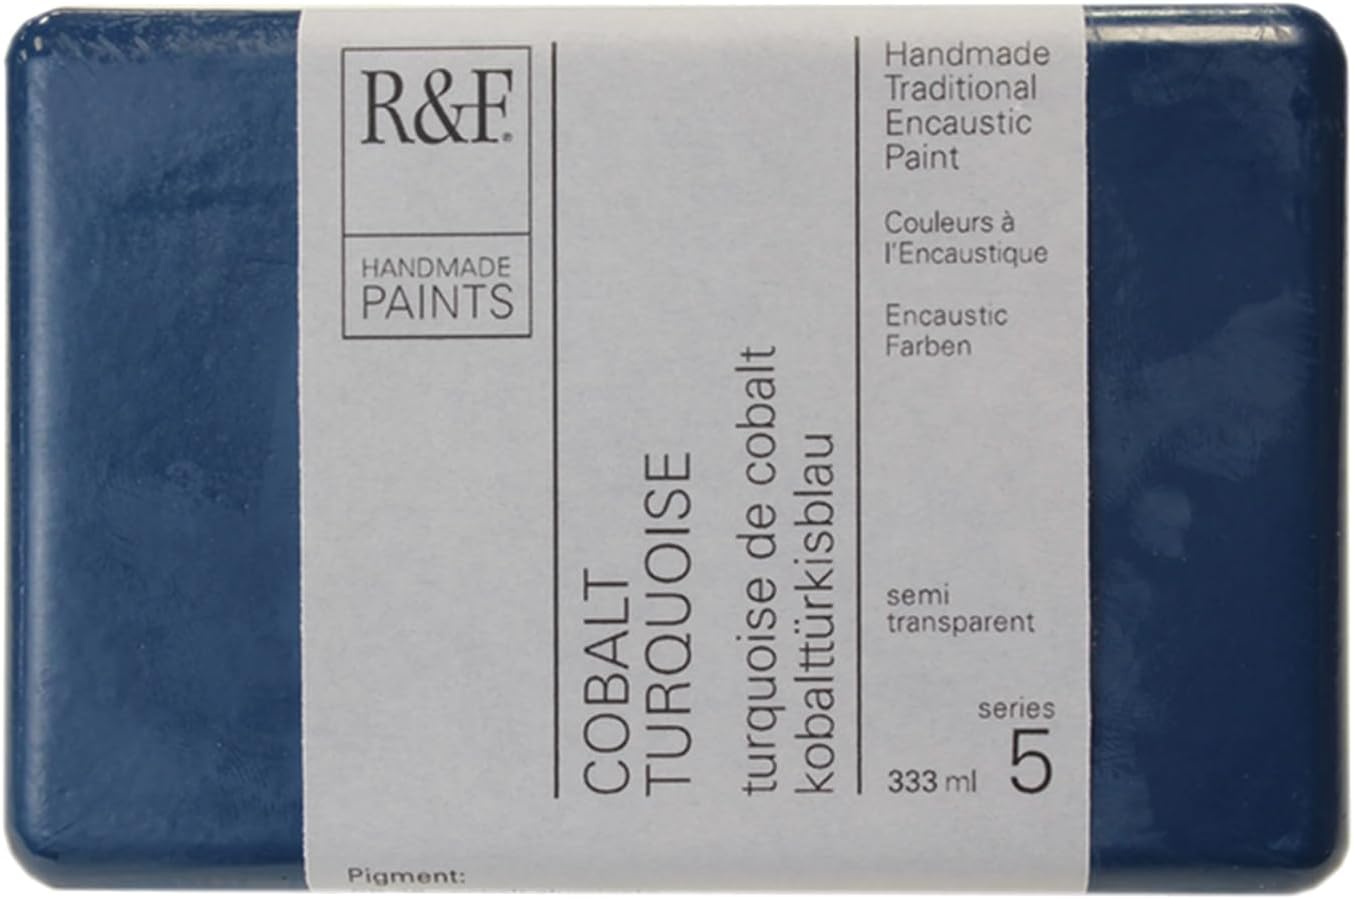 R&F®
HANDMADE
PAINTS
COBALT
TURQUOISE
turquoise de cobalt
kobalttürkisblau
Handmade
Traditional
Encaustic
Paint
Couleurs à
l'Encaustique
Encaustic
Farben
semi
transparent
series
333 ml 5
Pigment: